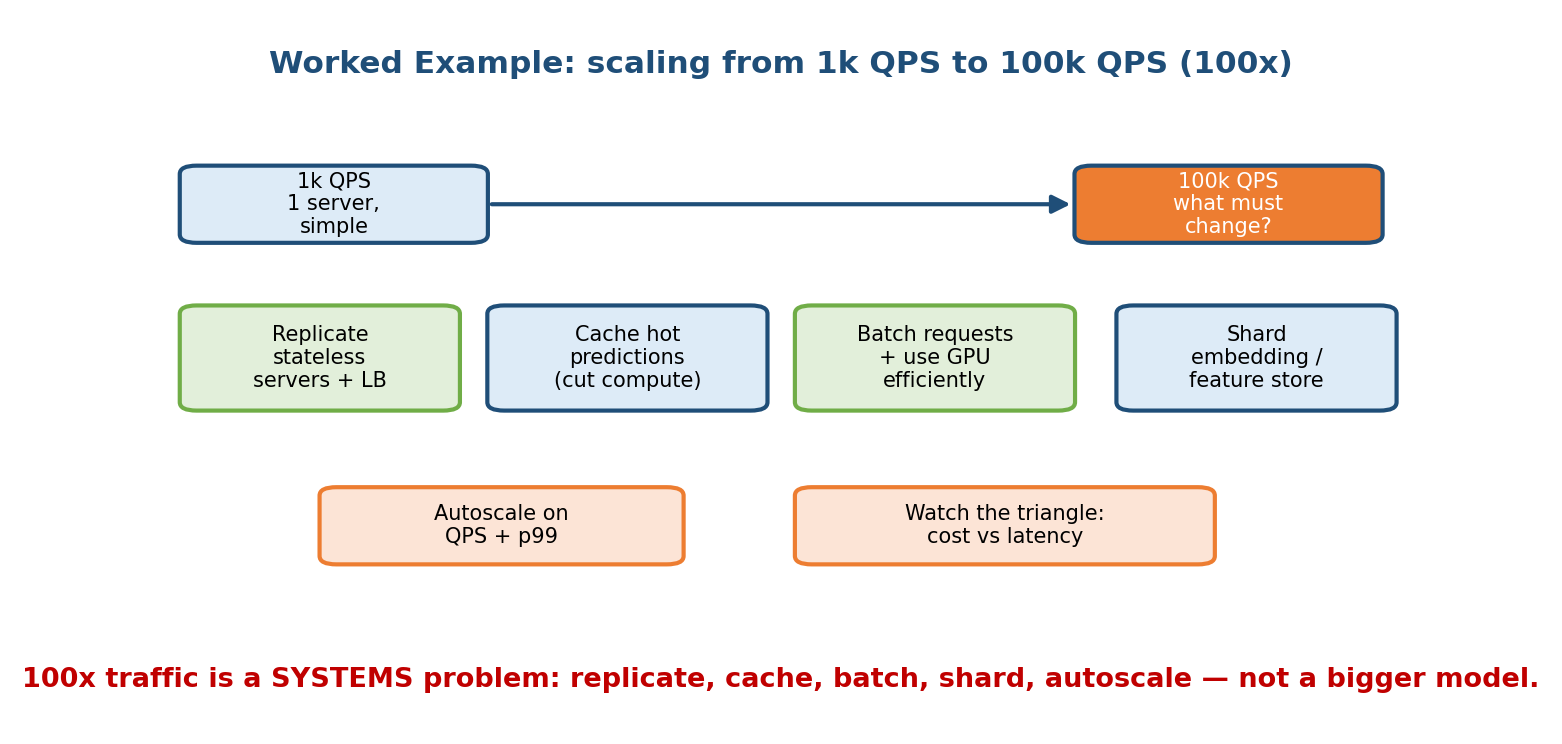 Worked Example: scaling from 1k QPS to 100k QPS (100x)
1k QPS
1 server,
simple
100k QPS
what must
change?
Replicate
stateless
servers + LB
Cache hot
predictions
(cut compute)
Batch requests
+ use GPU
efficiently
Shard
embedding /
feature store
Autoscale on
QPS + p99
Watch the triangle:
cost vs latency
100x traffic is a SYSTEMS problem: replicate, cache, batch, shard, autoscale — not a bigger model.